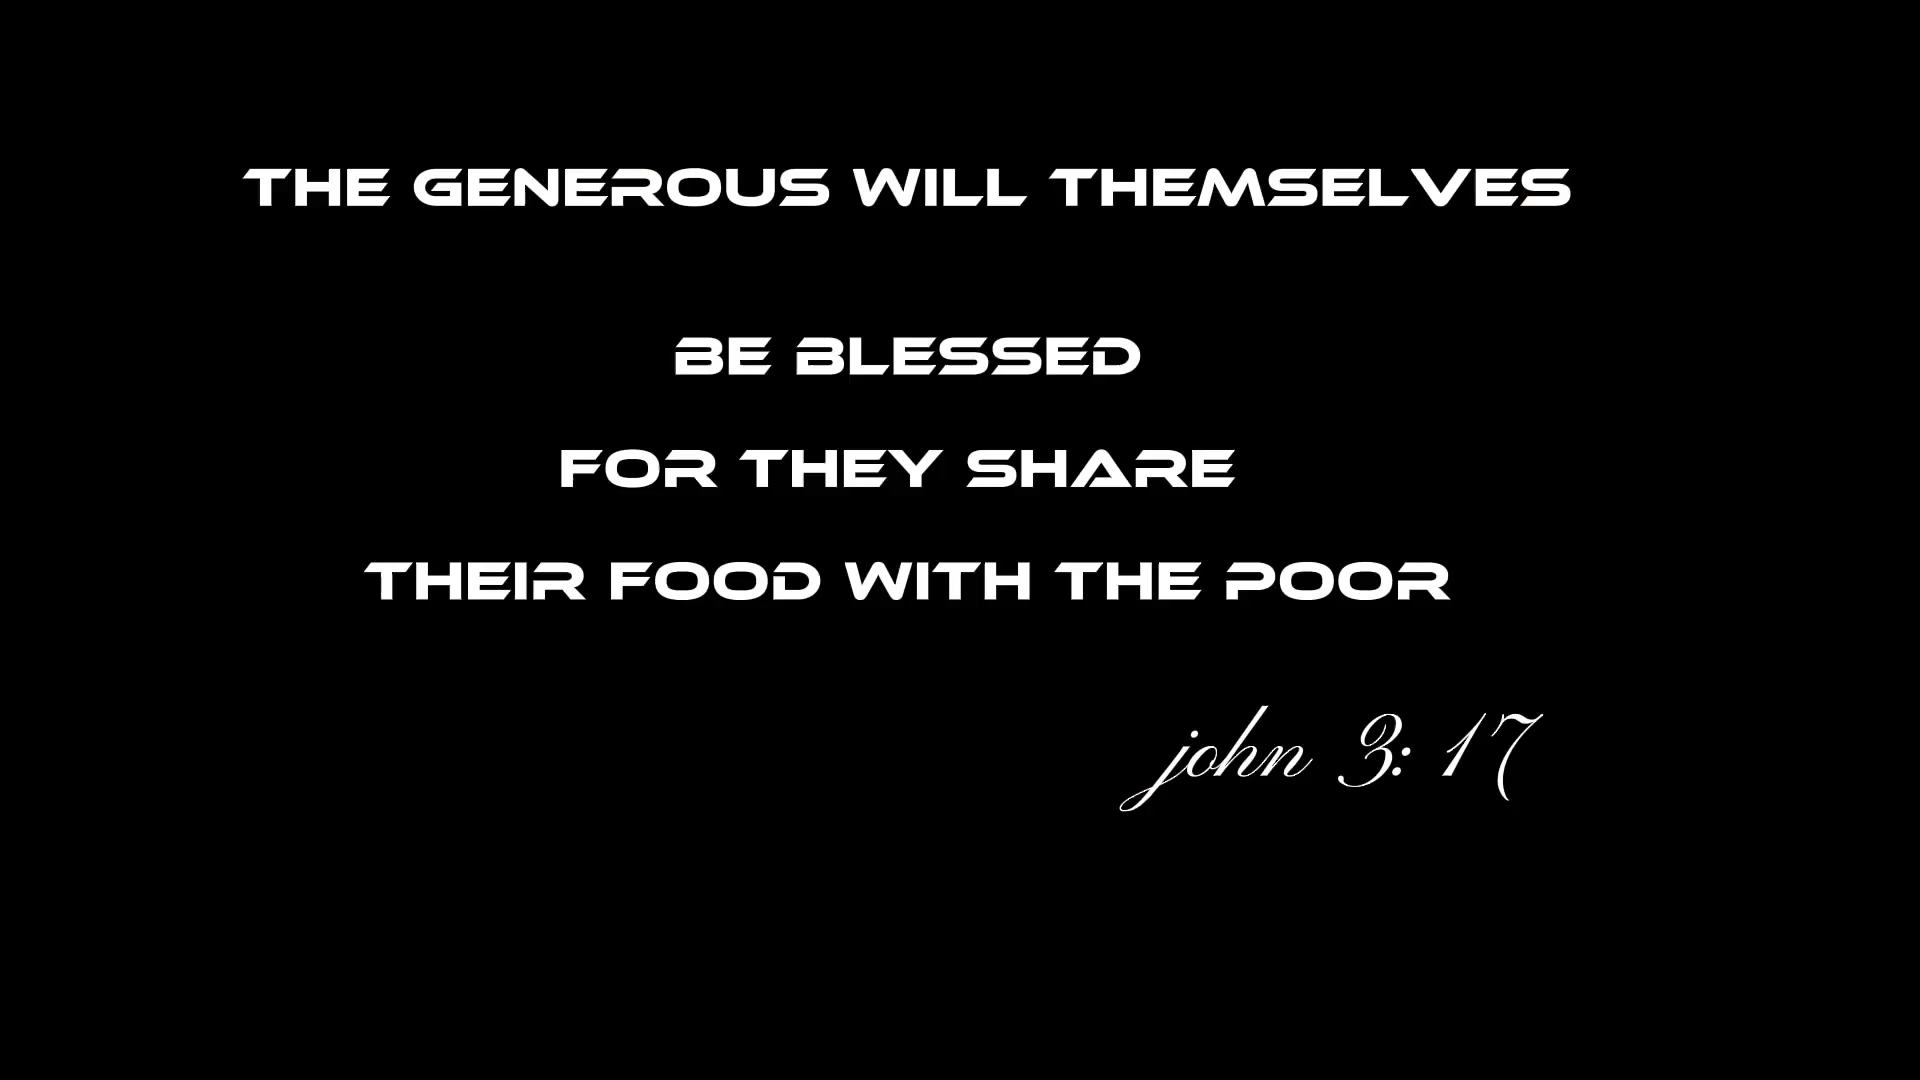 THE GENEROUS WILL THEMSELVES
BE BLESSED
FOR THEY SHARE
THEIR FOOD WITH THE POOR
john 3: 17